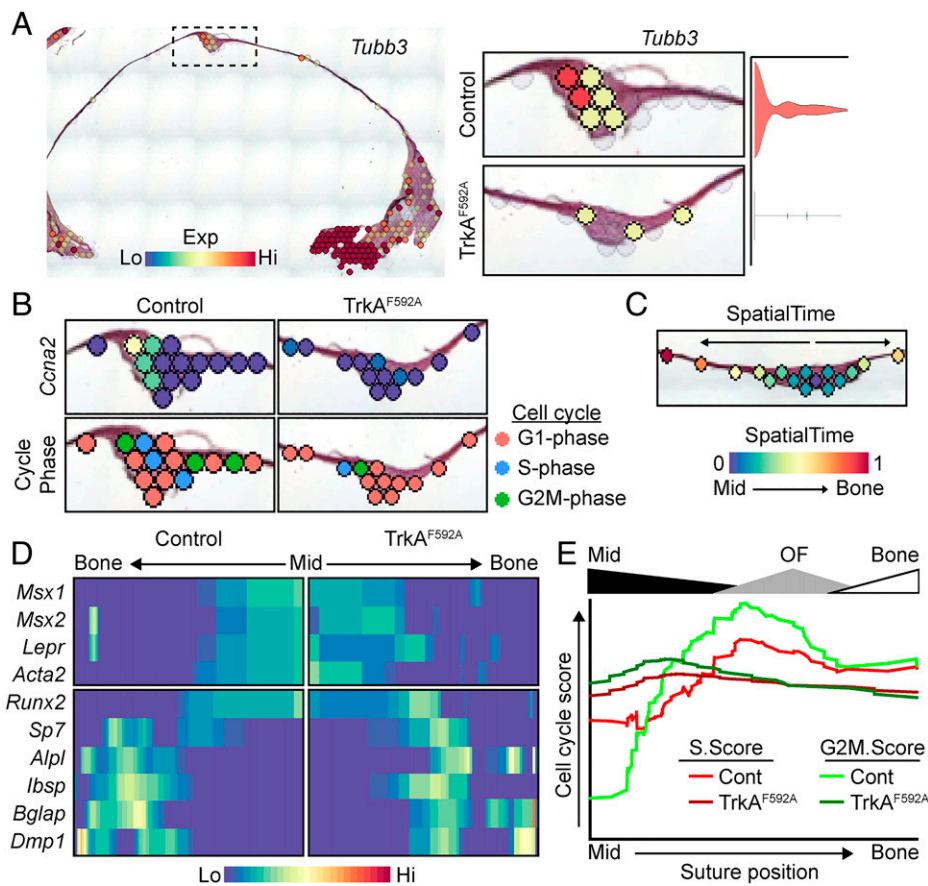 A
Tubb3
Exp
Lo Hi
Tubb3
Control
TrkA^F592A
B
Control
TrkA^F592A
Ccna2
Cycle
Phase
Cell cycle
G1-phase
S-phase
G2M-phase
C
SpatialTime
SpatialTime
0 1
Mid Bone
D
Control
TrkA^F592A
Bone Mid Bone
Msx1
Msx2
Lepr
Acta2
Runx2
Sp7
Alpl
Ibsp
Bglap
Dmp1
Lo Hi
E
Mid OF Bone
Cell cycle score
S.Score G2M.Score
Cont Cont
TrkA^F592A TrkA^F592A
Mid Bone
Suture position